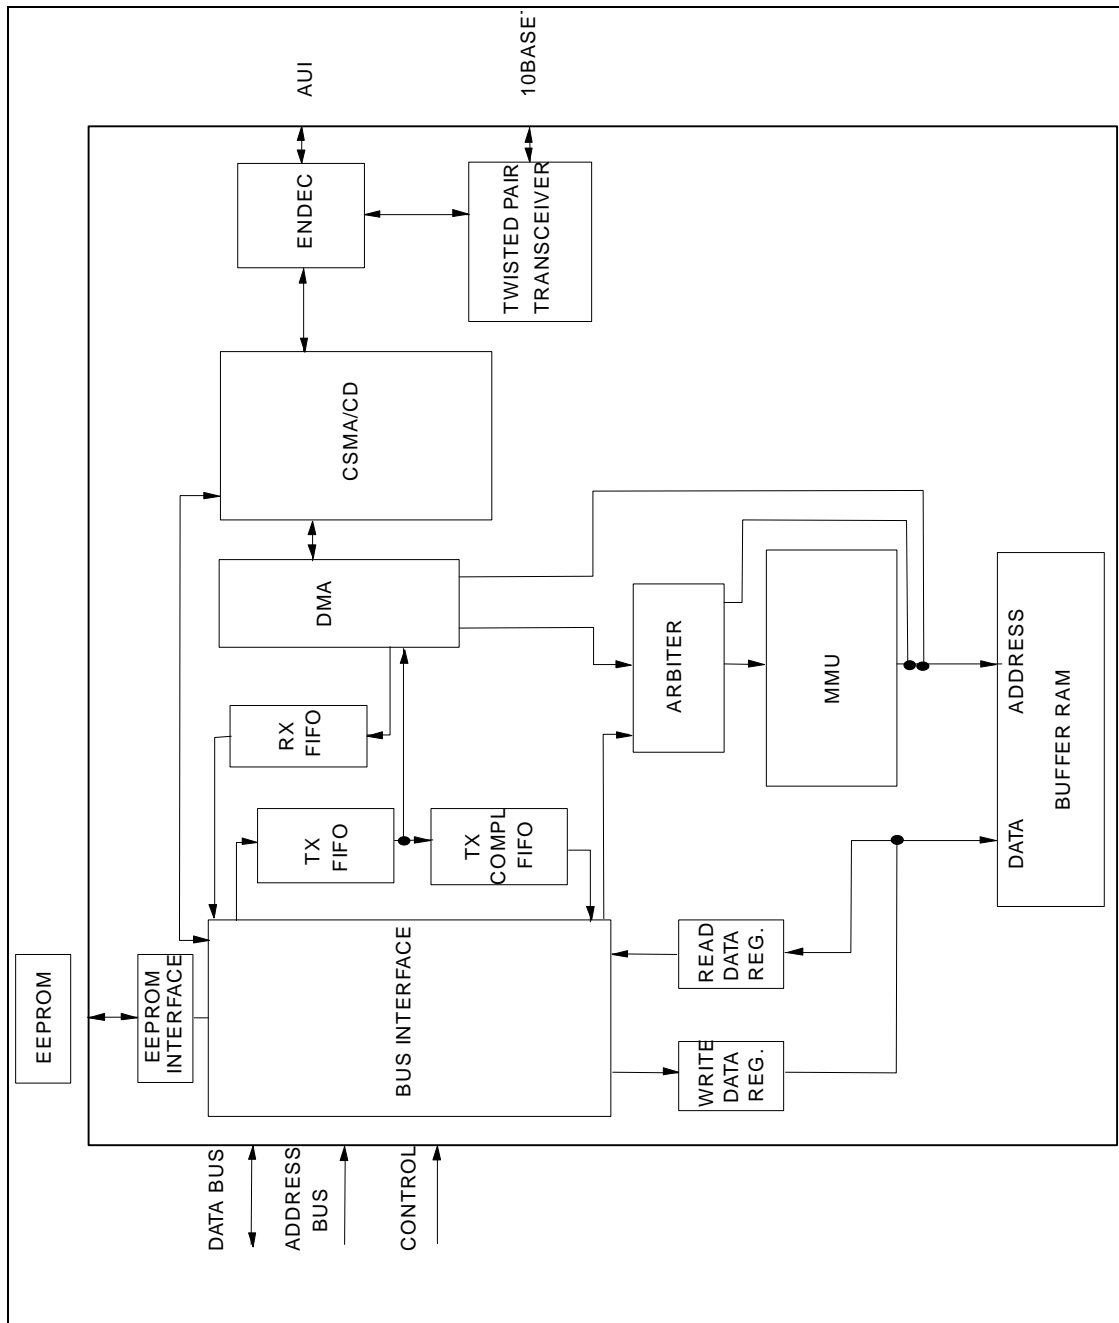 EEPROM
EEPROM
INTERFACE
DATA BUS
ADDRESS
BUS
CONTROL
BUS INTERFACE
RX
FIFO
TX
FIFO
TX
COMPL
FIFO
WRITE
DATA
REG.
READ
DATA
REG.
DMA
CSMA/CD
ENDEC
AUI
TWISTED PAIR
TRANSCEIVER
10BASE
ARBITER
MMU
DATA
ADDRESS
BUFFER RAM